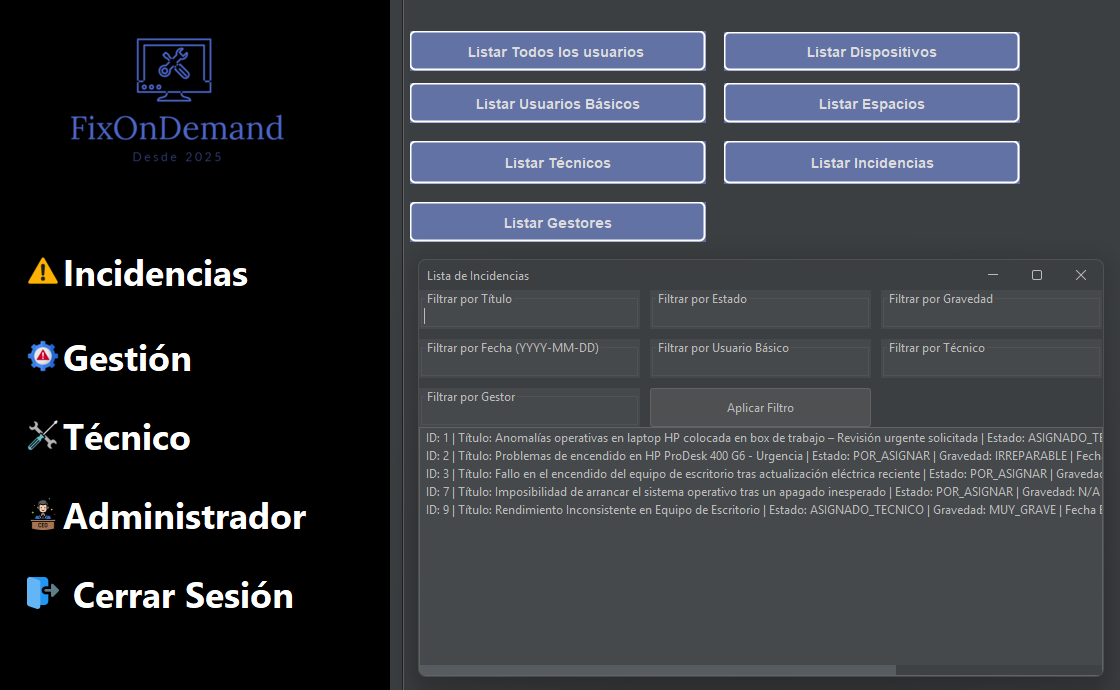 FixOnDemand
Desde 2025
Incidencias
Gestión
Técnico
Administrador
Cerrar Sesión
Listar Todos los usuarios
Listar Dispositivos
Listar Usuarios Básicos
Listar Espacios
Listar Técnicos
Listar Incidencias
Listar Gestores
Lista de Incidencias
Filtrar por Título
Filtrar por Estado
Filtrar por Gravedad
Filtrar por Fecha (YYYY-MM-DD)
Filtrar por Usuario Básico
Filtrar por Técnico
Filtrar por Gestor
Aplicar Filtro
ID: 1 | Título: Anomalías operativas en laptop HP colocada en box de trabajo – Revisión urgente solicitada | Estado: ASIGNADO_TE
ID: 2 | Título: Problemas de encendido en HP ProDesk 400 G6 - Urgencia | Estado: POR_ASIGNAR | Gravedad: IRREPARABLE | Fech
ID: 3 | Título: Fallo en el encendido del equipo de escritorio tras actualización eléctrica reciente | Estado: POR_ASIGNAR | Gravedad
ID: 7 | Título: Imposibilidad de arrancar el sistema operativo tras un apagado inesperado | Estado: POR_ASIGNAR | Gravedad: N/A
ID: 9 | Título: Rendimiento Inconsistente en Equipo de Escritorio | Estado: ASIGNADO_TECNICO | Gravedad: MUY_GRAVE | Fecha E